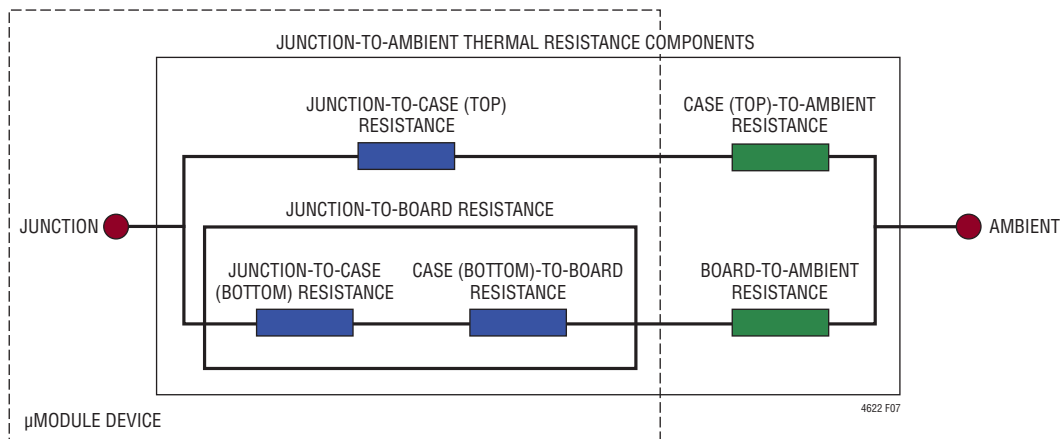 JUNCTION-TO-AMBIENT THERMAL RESISTANCE COMPONENTS
JUNCTION-TO-CASE (TOP)
RESISTANCE
CASE (TOP)-TO-AMBIENT
RESISTANCE
JUNCTION
JUNCTION-TO-BOARD RESISTANCE
AMBIENT
JUNCTION-TO-CASE
(BOTTOM) RESISTANCE
CASE (BOTTOM)-TO-BOARD
RESISTANCE
BOARD-TO-AMBIENT
RESISTANCE
4622 F07
µMODULE DEVICE